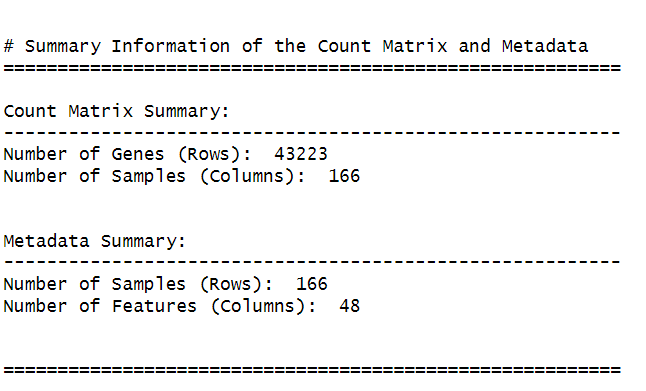 # Summary Information of the Count Matrix and Metadata
=========================================================
Count Matrix Summary:
---------------------------------------------------------
Number of Genes (Rows):  43223
Number of Samples (Columns):  166
Metadata Summary:
---------------------------------------------------------
Number of Samples (Rows):  166
Number of Features (Columns):  48
=========================================================